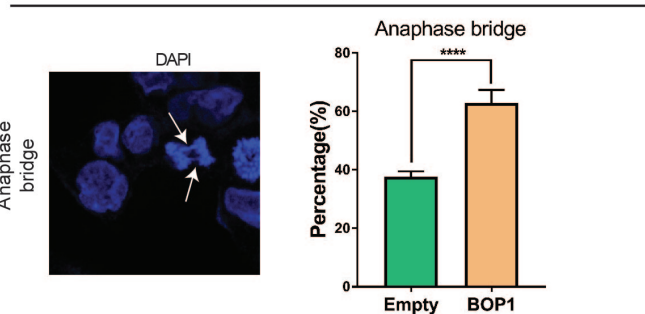 DAPI
Anaphase
bridge
Anaphase bridge
****
Percentage(%)
80
60
40
20
0
Empty
BOP1